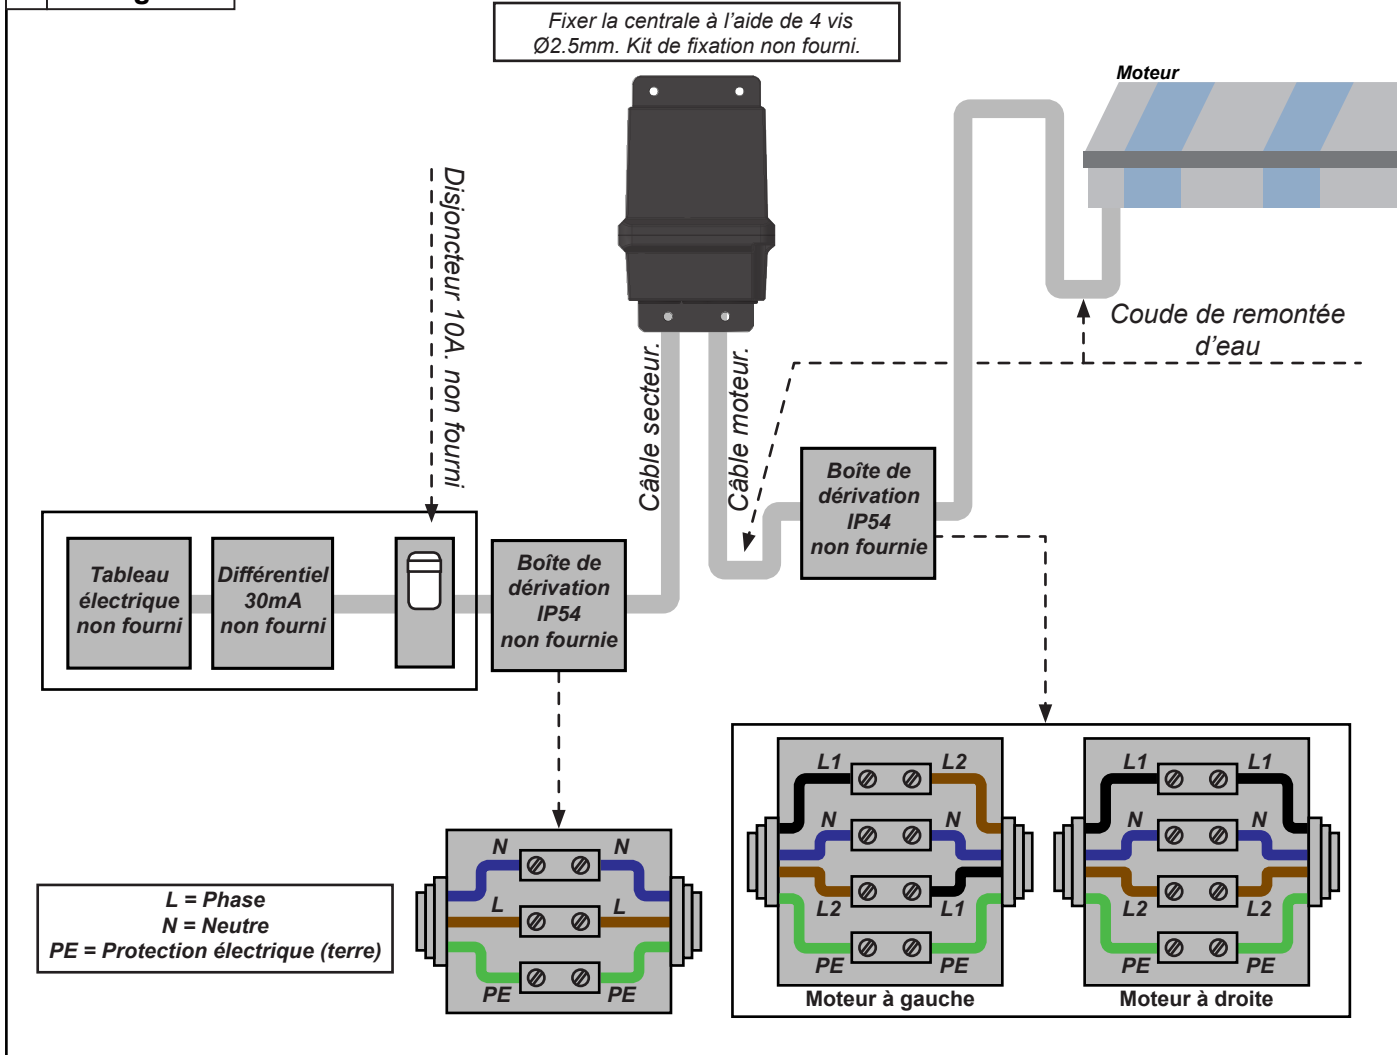 Fixer la centrale à l'aide de 4 vis
Ø2.5mm. Kit de fixation non fourni.
Moteur
Disjoncteur 10A. non fourni
Câble secteur.
Câble moteur.
Coude de remontée
d'eau
Boîte de
dérivation
IP54
non fournie
Tableau
électrique
non fourni
Différentiel
30mA
non fourni
Boîte de
dérivation
IP54
non fournie
L1 L2
N N
L2 L1
PE PE
Moteur à gauche
L1 L1
N N
L2 L2
PE PE
Moteur à droite
N N
L L
PE PE
L = Phase
N = Neutre
PE = Protection électrique (terre)